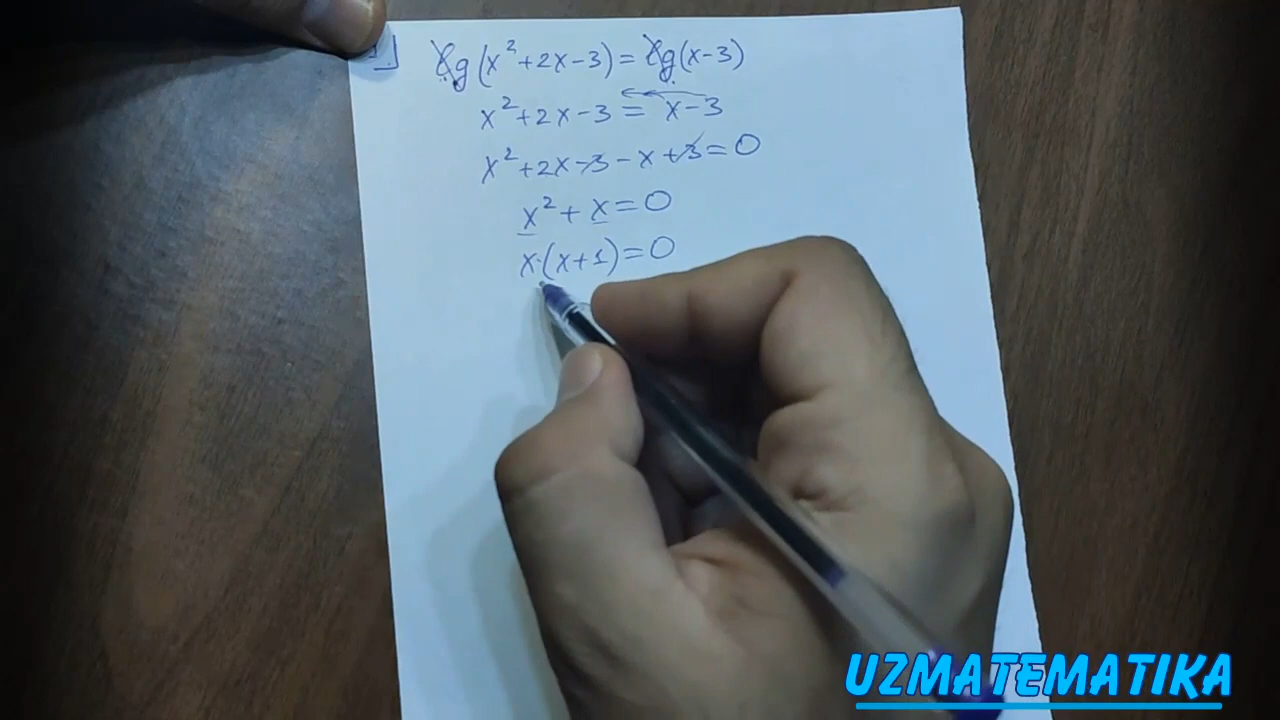 1. lg(x²+2x-3)=lg(x-3)
x²+2x-3=x-3
x²+2x-3-x+3=0
x²+x=0
x·(x+1)=0
UZMATEMATIKA